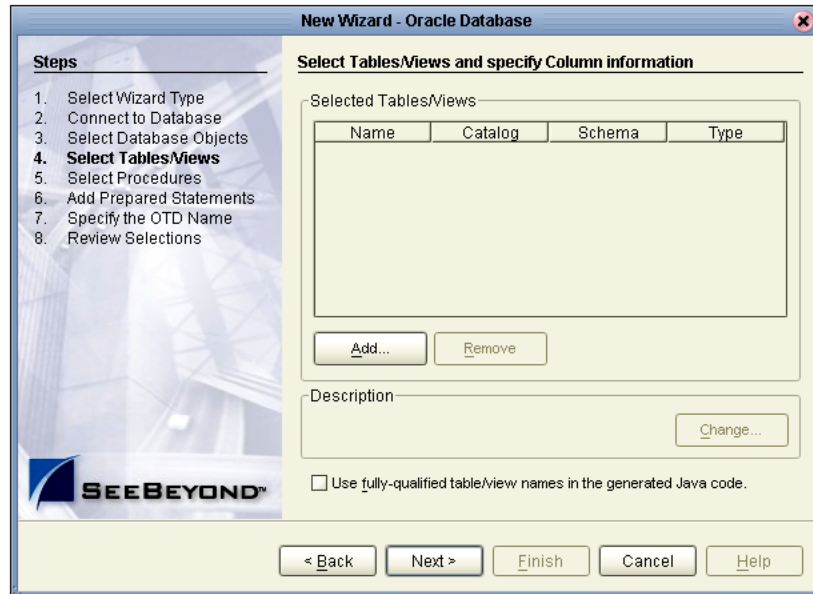 New Wizard - Oracle Database
Steps
1. Select Wizard Type
2. Connect to Database
3. Select Database Objects
4. Select Tables/Views
5. Select Procedures
6. Add Prepared Statements
7. Specify the OTD Name
8. Review Selections
SEEBEYOND™
Select Tables/Views and specify Column information
Selected Tables/Views
Name Catalog Schema Type
Add... Remove
Description
Change...
Use fully-qualified table/view names in the generated Java code.
< Back Next > Finish Cancel Help